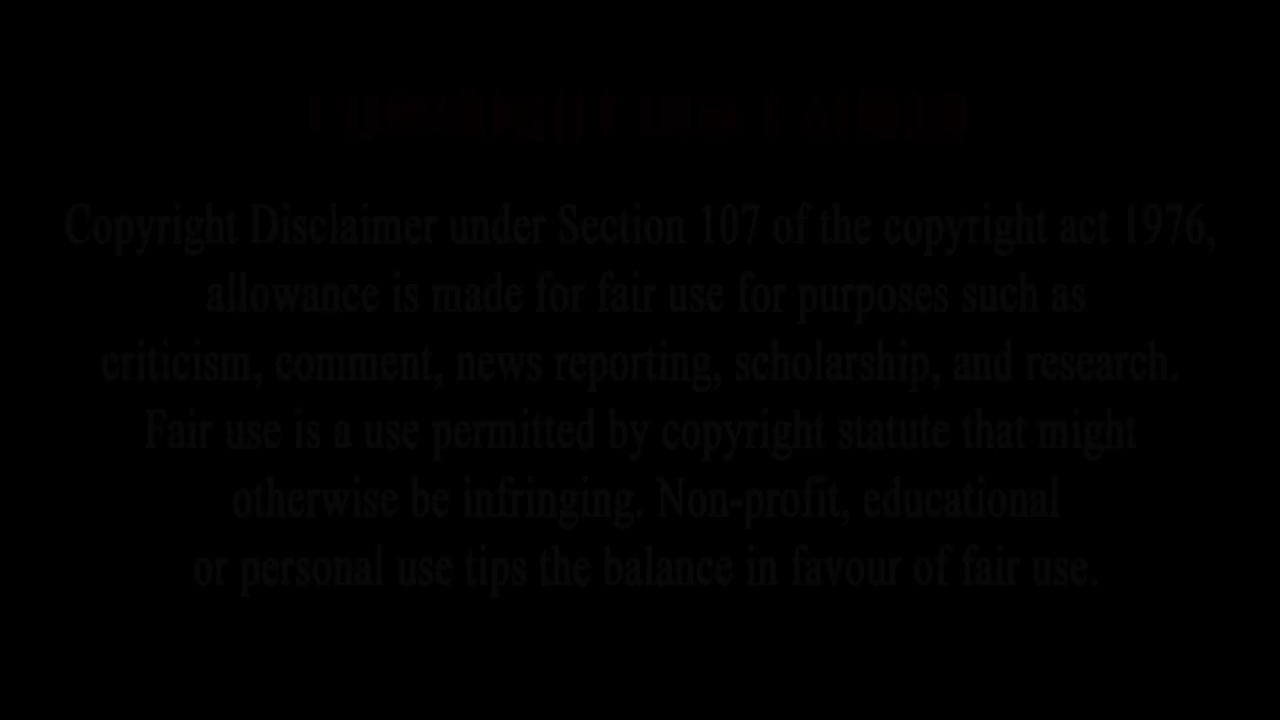 Copyright Disclaimer under Section 107 of the copyright act 1976,
allowance is made for fair use for purposes such as
criticism, comment, news reporting, scholarship, and research.
Fair use is a use permitted by copyright statute that might
otherwise be infringing. Non-profit, educational
or personal use tips the balance in favour of fair use.